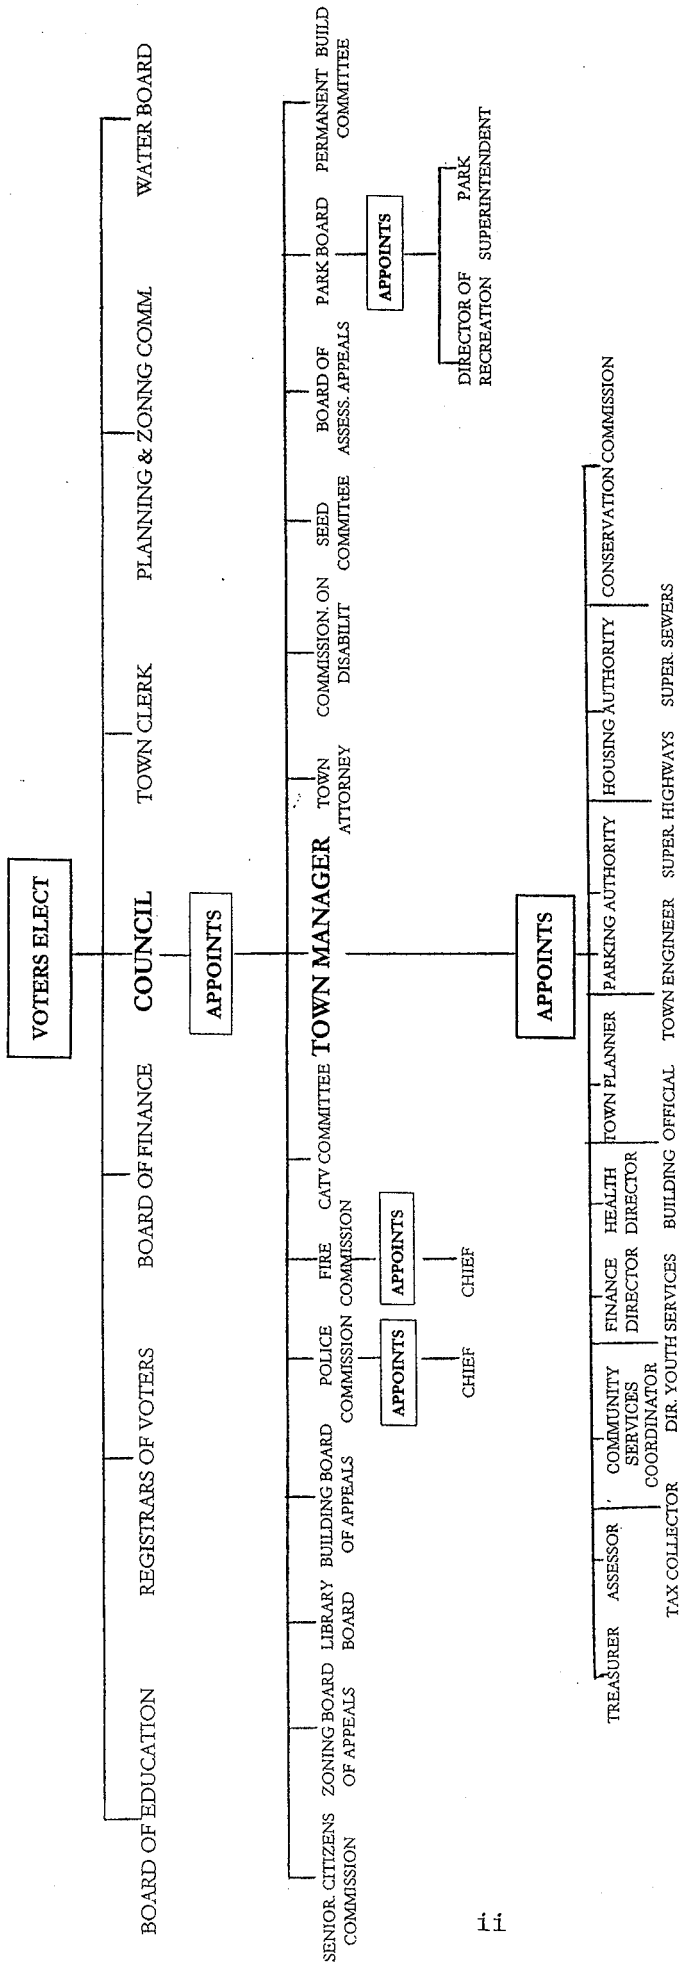 VOTERS ELECT
BOARD OF EDUCATION
REGISTRARS OF VOTERS
BOARD OF FINANCE
COUNCIL
TOWN CLERK
PLANNING & ZONNG COMM
WATER BOARD
APPOINTS
SENIOR. CITIZENS
COMMISSION
ZONING BOARD
OF APPEALS
LIBRARY
BOARD
BUILDING BOARD
OF APPEALS
POLICE
COMMISSION
FIRE
COMMISSION
CATV COMMITTEE
TOWN MANAGER
TOWN
ATTORNEY
COMMISSION. ON
DISABILIT
SEED
COMMITtEE
BOARD OF
ASSESS. APPEALS
PARK BOARD
PERMANENT BUILD
COMMITTEE
APPOINTS
APPOINTS
APPOINTS
CHIEF
CHIEF
DIRECTOR OF
RECREATION
PARK
SUPERINTENDENT
APPOINTS
TREASURER
ASSESSOR
COMMUNITY
SERVICES
COORDINATOR
FINANCE
DIRECTOR
HEALTH
DIRECTOR
TOWN PLANNER
PARKING AUTHORITY
HOUSING AUTHORITY
CONSERVATION COMMISSION
TAX COLLECTOR
DIR. YOUTH SERVICES
BUILDING OFFICIAL
TOWN ENGINEER
SUPER. HIGHWAYS
SUPER. SEWERS
ii